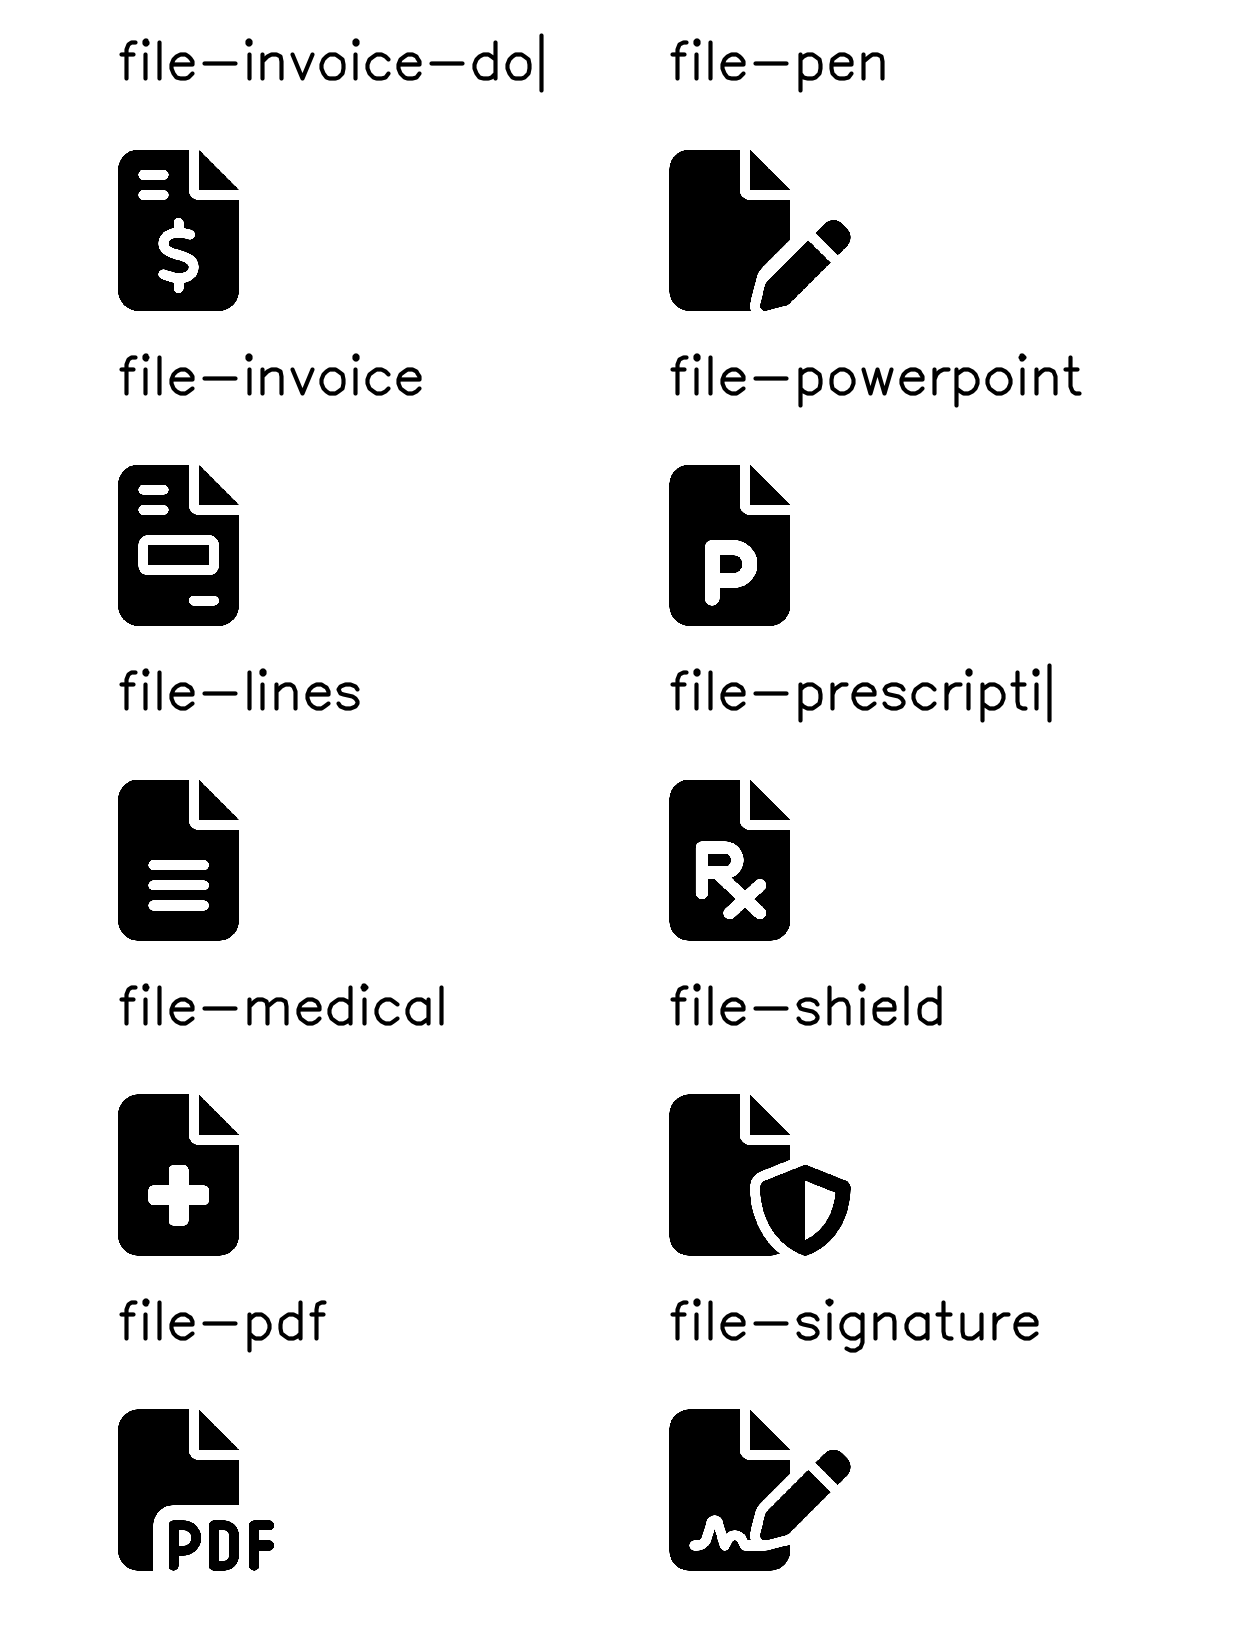 file-invoice-do|
file-pen
$
file-invoice
file-powerpoint
P
file-lines
file-prescripti|
Rx
file-medical
file-shield
file-pdf
file-signature
PDF